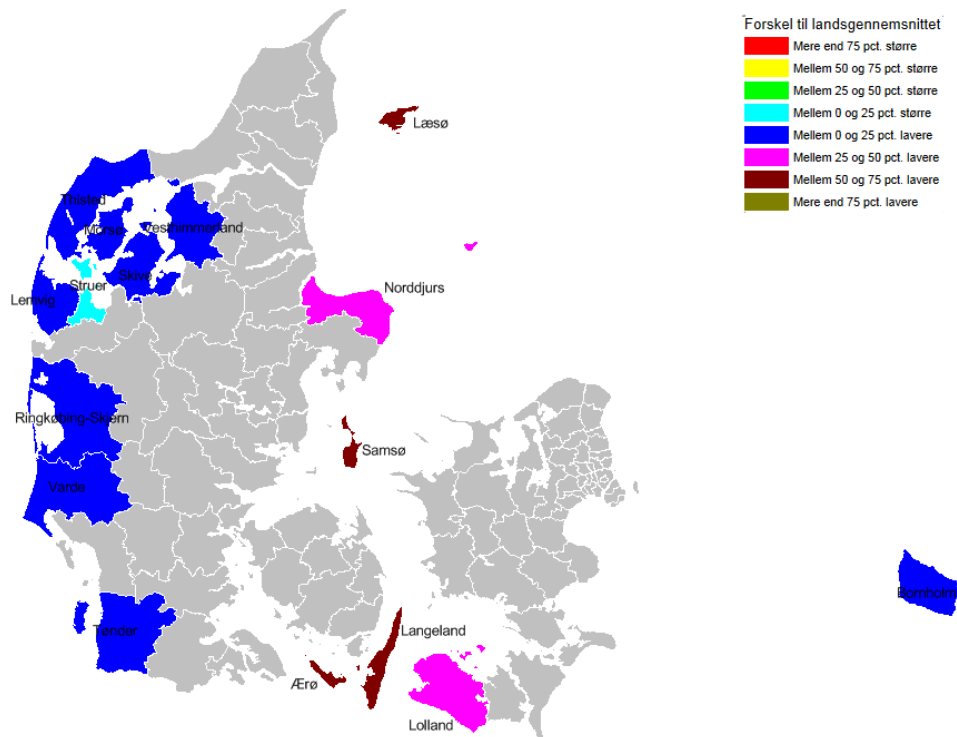 Forskel til landsgennemsnittet
Mere end 75 pct. større
Mellem 50 og 75 pct. større
Mellem 25 og 50 pct. større
Mellem 0 og 25 pct. større
Mellem 0 og 25 pct. lavere
Mellem 25 og 50 pct. lavere
Mellem 50 og 75 pct. lavere
Mere end 75 pct. lavere
Læsø
Thisted
Morsø
Vesthimmerland
Skive
Struer
Lemvig
Norddjurs
Ringkøbing-Skjern
Samsø
Varde
Bornholm
Tønder
Langeland
Ærø
Lolland